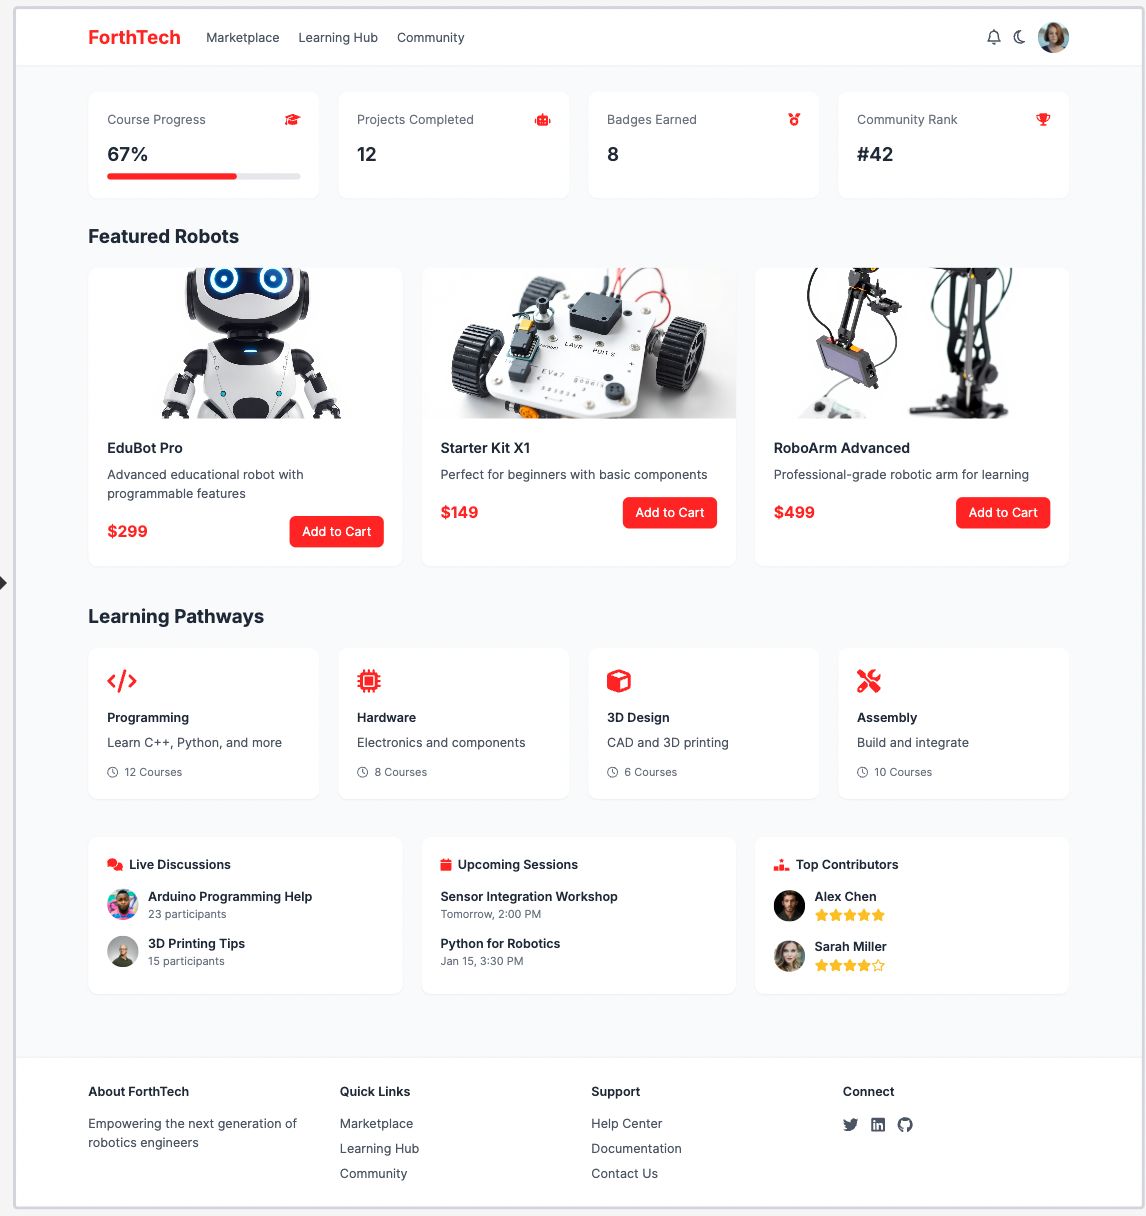 ForthTech
Marketplace
Learning Hub
Community
Course Progress
67%
Projects Completed
12
Badges Earned
8
Community Rank
#42
Featured Robots
EduBot Pro
Advanced educational robot with
programmable features
$299
Add to Cart
Starter Kit X1
Perfect for beginners with basic components
$149
Add to Cart
RoboArm Advanced
Professional-grade robotic arm for learning
$499
Add to Cart
Learning Pathways
Programming
Learn C++, Python, and more
12 Courses
Hardware
Electronics and components
8 Courses
3D Design
CAD and 3D printing
6 Courses
Assembly
Build and integrate
10 Courses
Live Discussions
Arduino Programming Help
23 participants
3D Printing Tips
15 participants
Upcoming Sessions
Sensor Integration Workshop
Tomorrow, 2:00 PM
Python for Robotics
Jan 15, 3:30 PM
Top Contributors
Alex Chen
Sarah Miller
About ForthTech
Empowering the next generation of
robotics engineers
Quick Links
Marketplace
Learning Hub
Community
Support
Help Center
Documentation
Contact Us
Connect